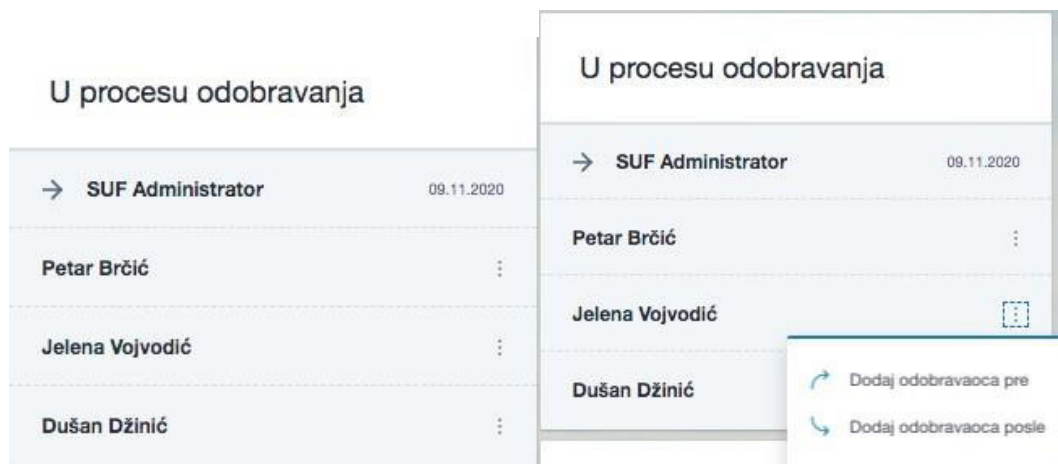 U procesu odobravanja
SUF Administrator 09.11.2020
Petar Brčić
Jelena Vojvodić
Dušan Džinić
U procesu odobravanja
SUF Administrator 09.11.2020
Petar Brčić
Jelena Vojvodić
Dušan Džinić
Dodaj odobravaoca pre
Dodaj odobravaoca posle